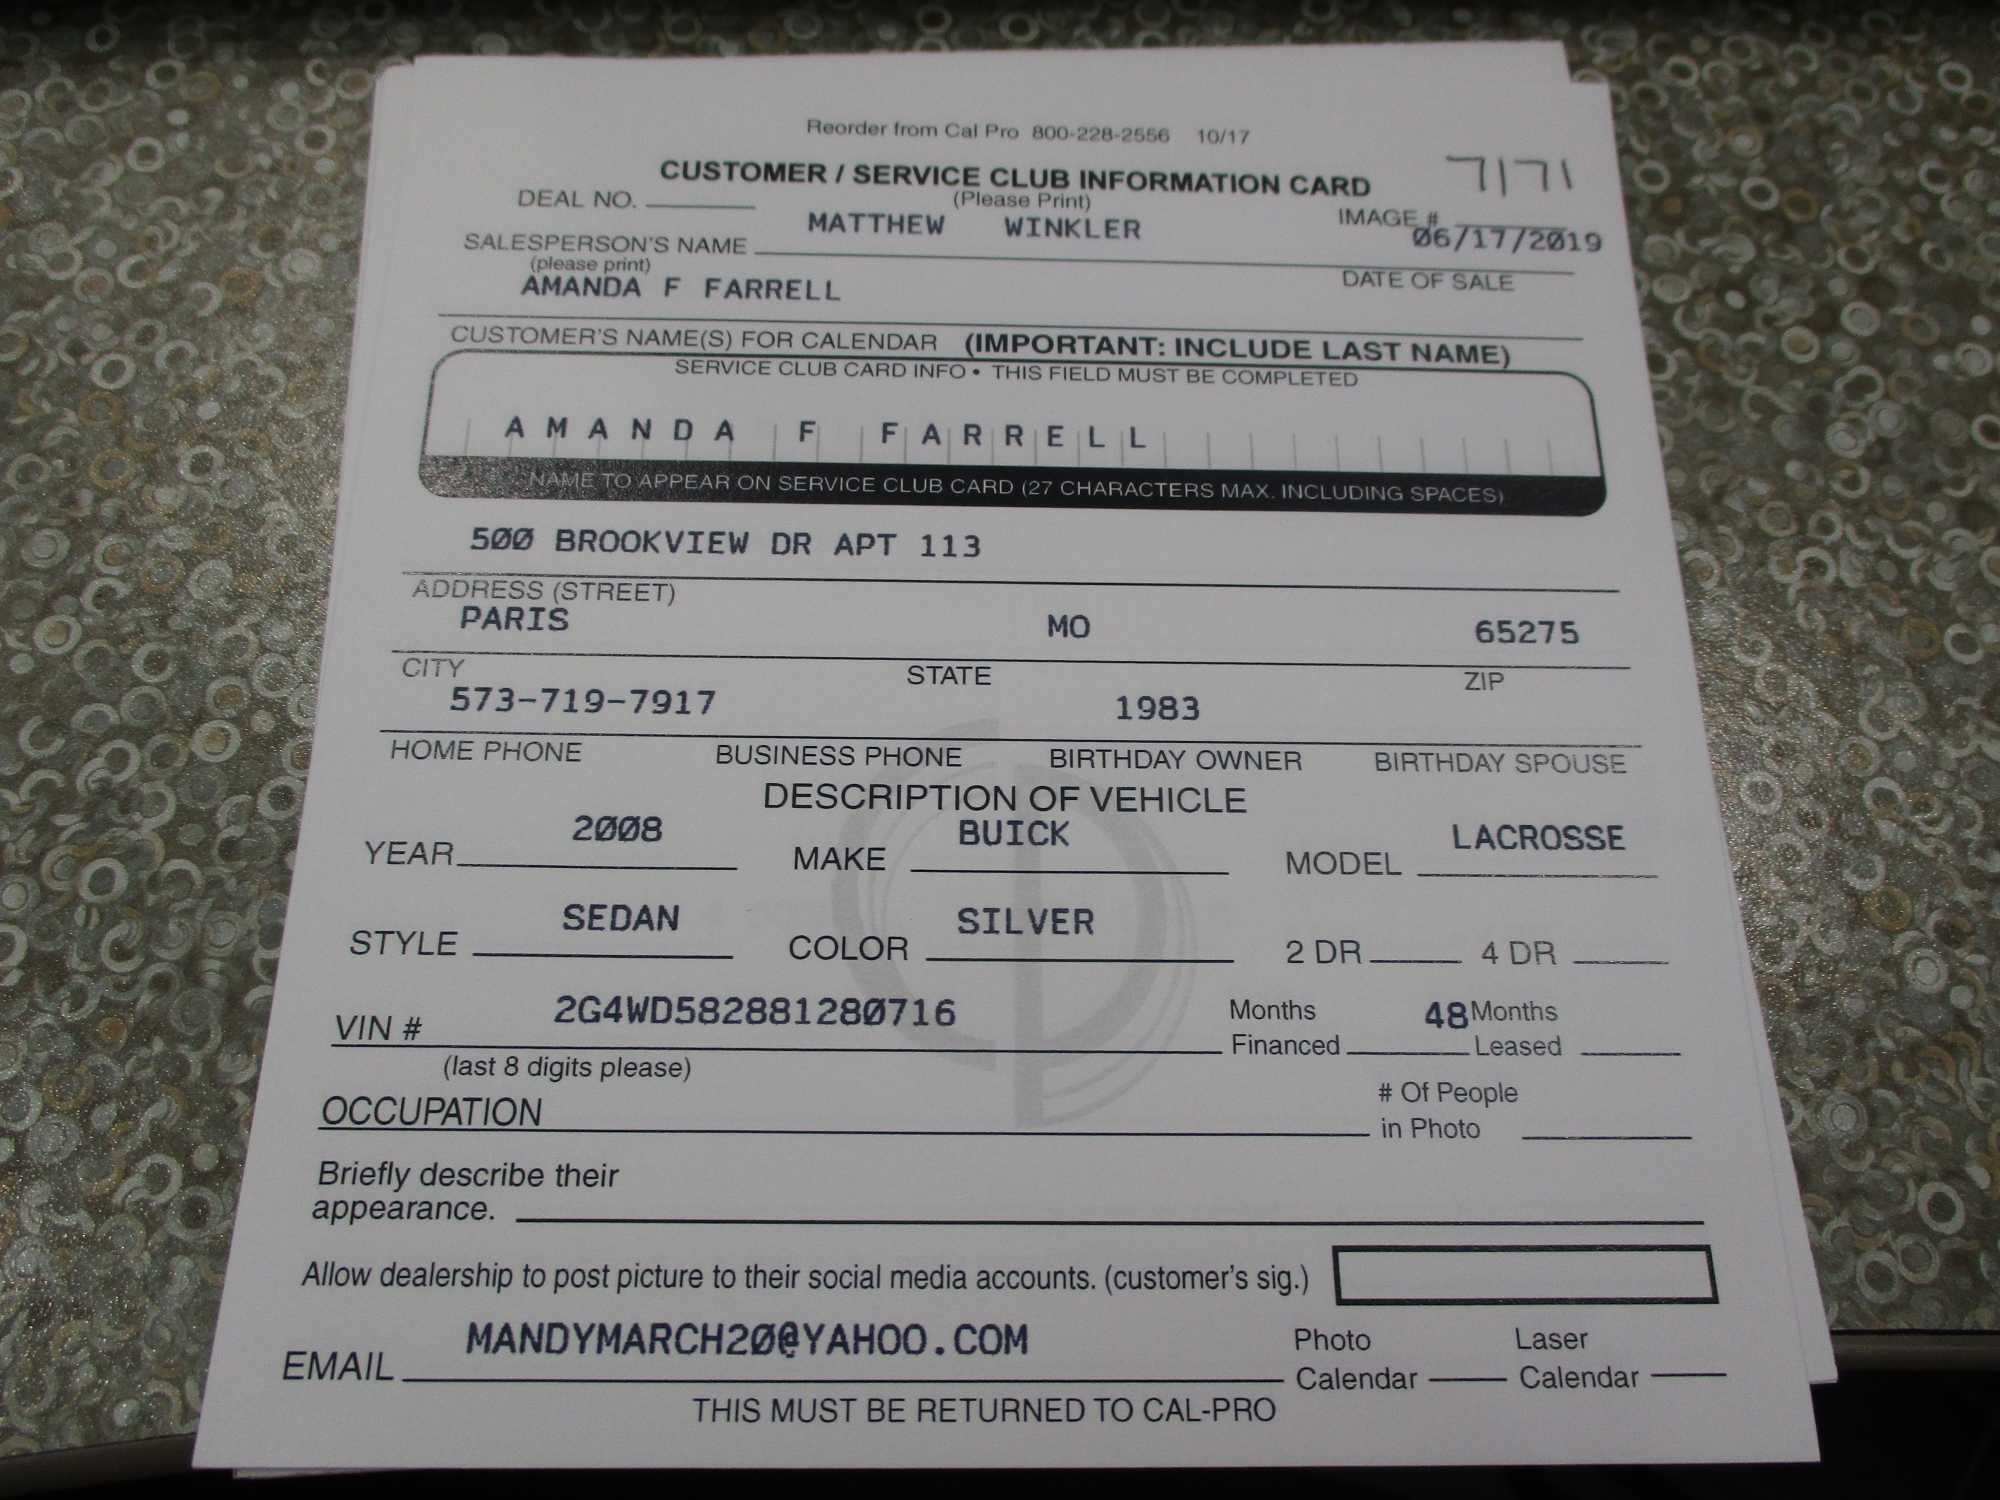 Reorder from Cal Pro 800-228-2556 10/17
CUSTOMER / SERVICE CLUB INFORMATION CARD 7171
DEAL NO. (Please Print) IMAGE #
MATTHEW WINKLER 06/17/2019
SALESPERSON'S NAME
(please print) DATE OF SALE
AMANDA F FARRELL
CUSTOMER'S NAME(S) FOR CALENDAR (IMPORTANT: INCLUDE LAST NAME)
SERVICE CLUB CARD INFO • THIS FIELD MUST BE COMPLETED
AMANDA F FARRELL
NAME TO APPEAR ON SERVICE CLUB CARD (27 CHARACTERS MAX. INCLUDING SPACES)
500 BROOKVIEW DR APT 113
ADDRESS (STREET)
PARIS MO 65275
CITY STATE ZIP
573-719-7917 1983
HOME PHONE BUSINESS PHONE BIRTHDAY OWNER BIRTHDAY SPOUSE
DESCRIPTION OF VEHICLE
2008 BUICK LACROSSE
YEAR MAKE MODEL
SEDAN SILVER
STYLE COLOR 2 DR 4 DR
2G4WD582881280716 Months 48 Months
VIN # Financed Leased
(last 8 digits please)
OCCUPATION # Of People
in Photo
Briefly describe their
appearance.
Allow dealership to post picture to their social media accounts. (customer's sig.)
MANDYMARCH20@YAHOO.COM Photo Laser
EMAIL Calendar Calendar
THIS MUST BE RETURNED TO CAL-PRO